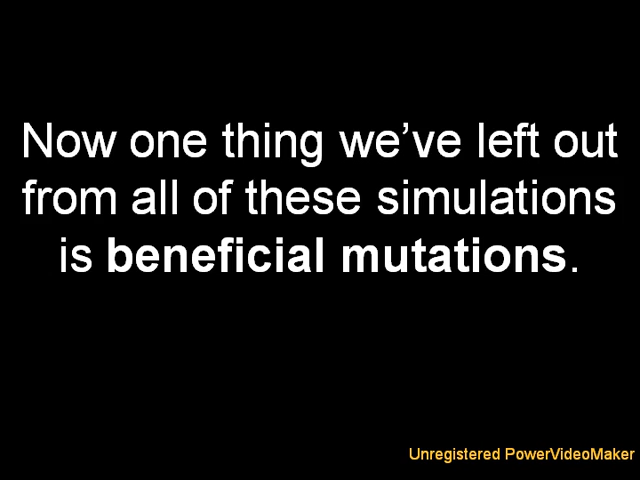 Now one thing we’ve left out
from all of these simulations
is beneficial mutations.
Unregistered PowerVideoMaker